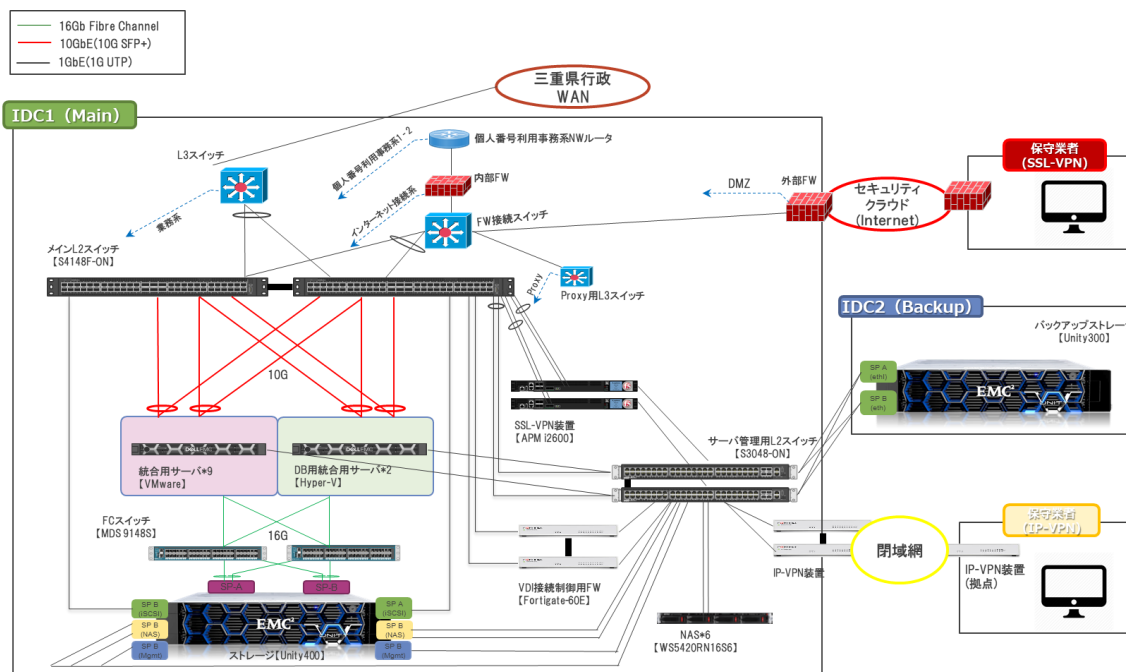 16Gb Fibre Channel
10GbE(10G SFP+)
1GbE(1G UTP)
三重県行政
WAN
IDC1（Main）
L3スイッチ
個人番号利用事務系1-2
個人番号利用事務系NWルータ
内部FW
インターネット接続系
FW接続スイッチ
業務系
DMZ
外部FW
セキュリティ
クラウド
(Internet)
保守業者
(SSL-VPN)
メインL2スイッチ
【S4148F-ON】
Proxy
Proxy用L3スイッチ
IDC2（Backup）
バックアップストレージ
【Unity300】
SP A
(eth)
SP B
(eth)
EMC²
UNIT
10G
SSL-VPN装置
【APM i2600】
サーバ管理用L2スイッチ
【S3048-ON】
DELLEMC
統合用サーバ*9
【VMware】
DELLEMC
DB用統合用サーバ*2
【Hyper-V】
FCスイッチ
【MDS 9148S】
16G
SP-A
SP-B
VDI接続制御用FW
【Fortigate-60E】
IP-VPN装置
閉域網
保守業者
(IP-VPN)
IP-VPN装置
(拠点)
SP B
(iSCSI)
SP B
(NAS)
SP B
(Mgmt)
EMC²
UNIT
ストレージ【Unity400】
SP A
(iSCSI)
SP B
(NAS)
SP B
(Mgmt)
NAS*6
【WS5420RN16S6】